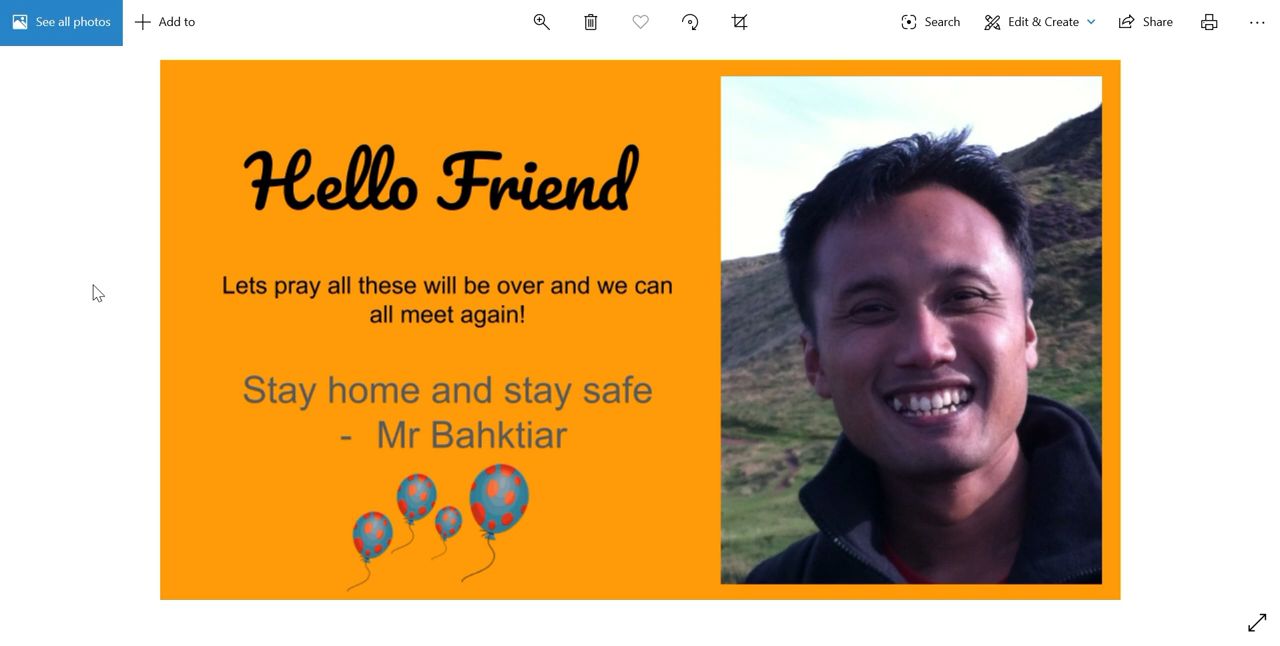 See all photos
Add to
Search
Edit & Create
Share
Hello Friend
Lets pray all these will be over and we can
all meet again!
Stay home and stay safe
- Mr Bahktiar